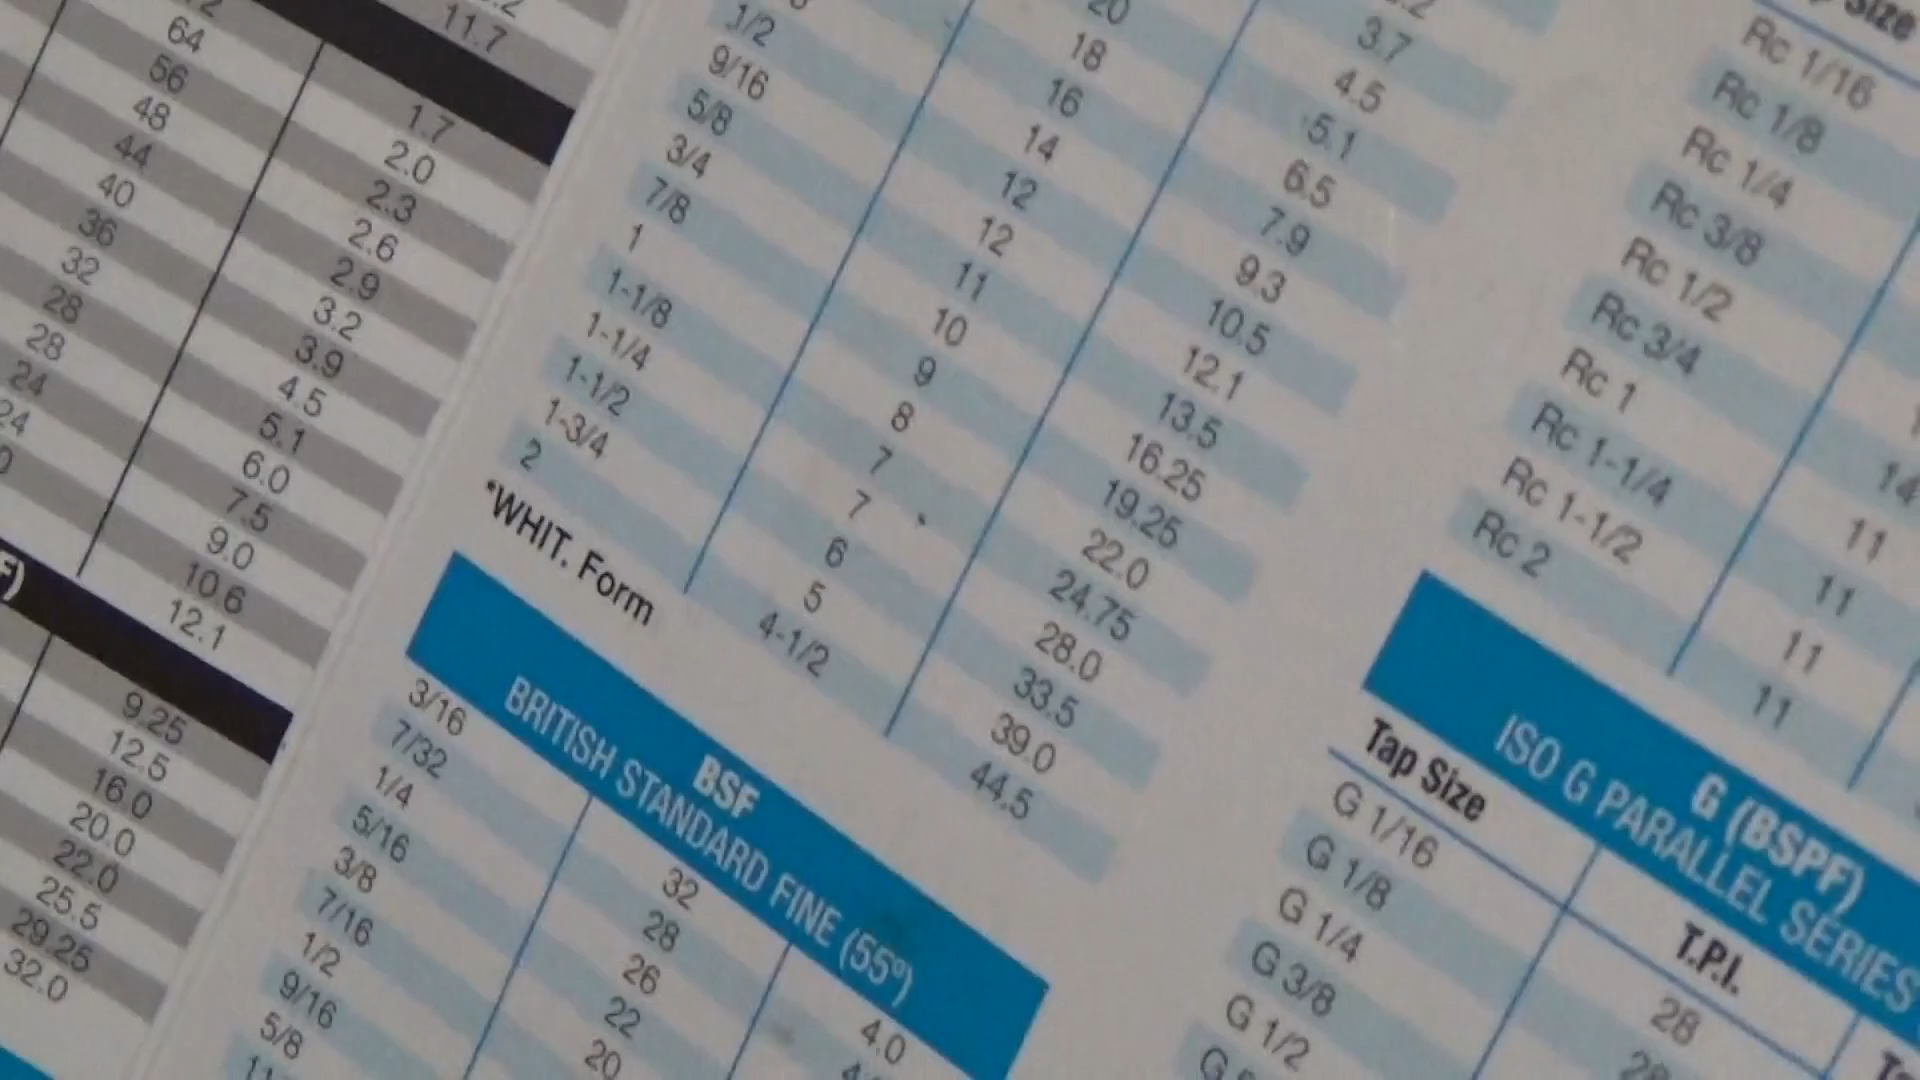 11.7
64 2.0
56 2.3
48 2.6
44 2.9
40 3.2
36 3.9
32 4.5
28 5.1
28 6.0
24 7.5
24 9.0
10.6
12.1
1.7
9.25
12.5
16.0
20.0
22.0
25.5
29.25
32.0
20
3.7
18
4.5
5.1
16
6.5
14
7.9
9.3
1/2 12 10.5
9/16 12 12.1
5/8 11 13.5
3/4 10 16.25
7/8 9 19.25
1 8 22.0
1-1/8 7 24.75
1-1/4 7 28.0
1-1/2 6 33.5
1-3/4 5 39.0
2 4-1/2 44.5
*WHIT. Form
BSF
BRITISH STANDARD FINE (55º)
3/16 32 4.0
7/32 28
1/4 26
5/16 22
3/8 20
7/16
1/2
9/16
5/8
Size
Rc 1/16
Rc 1/8
Rc 1/4
Rc 3/8
Rc 1/2
Rc 3/4 14
Rc 1 11
Rc 1-1/4 11
Rc 1-1/2 11
Rc 2 11
G (BSPF)
ISO G PARALLEL SERIES
Tap Size T.P.I.
G 1/16 28
G 1/8 28
G 1/4
G 3/8
G 1/2